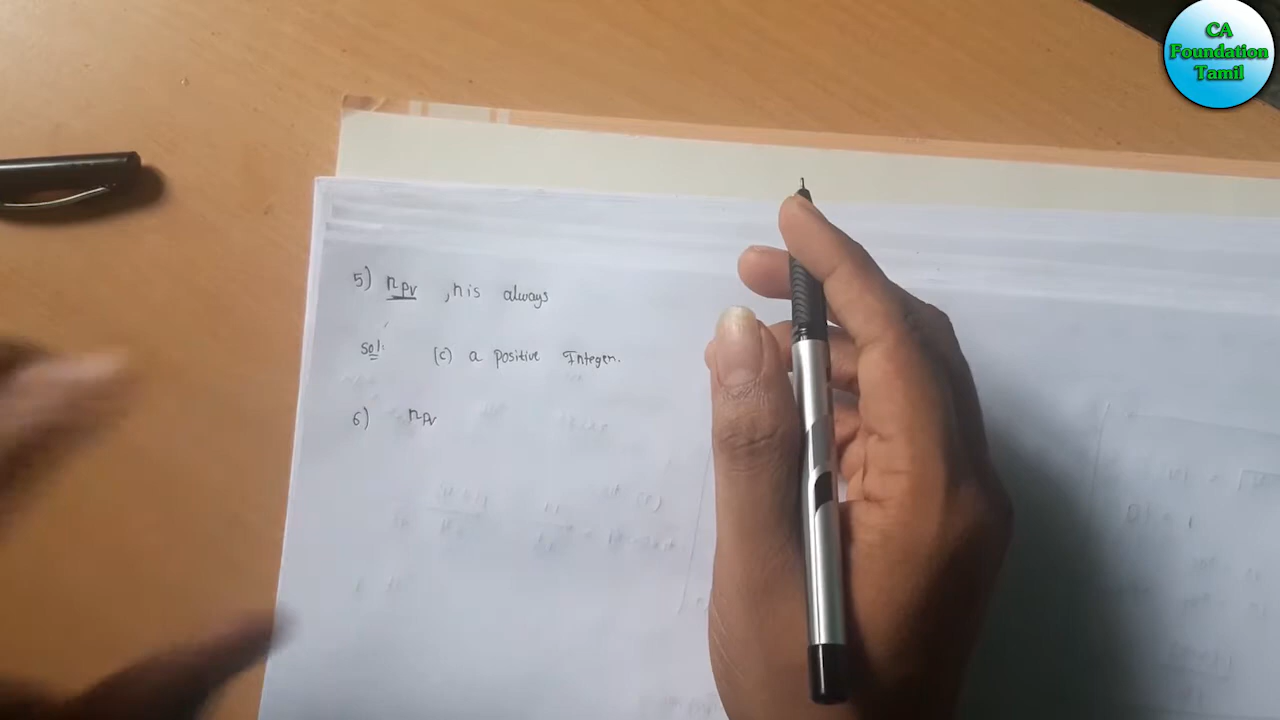 CA
Foundation
Tamil
5) nPr , n is always
Sol: (c) a positive Integer.
6) nPr